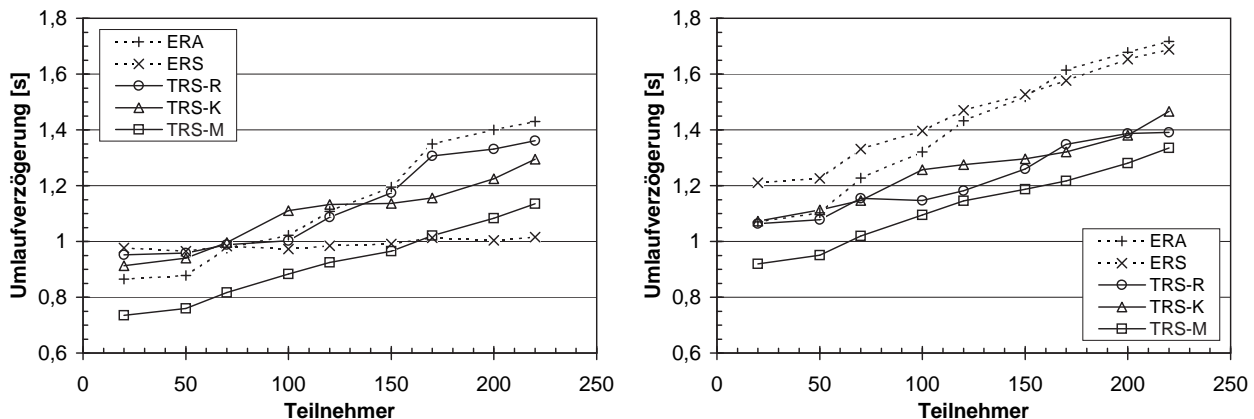 1,8
1,6
1,4
1,2
1
0,8
0,6
Umlaufverzögerung [s]
ERA
ERS
TRS-R
TRS-K
TRS-M
0 50 100 150 200 250
Teilnehmer
1,8
1,6
1,4
1,2
1
0,8
0,6
Umlaufverzögerung [s]
ERA
ERS
TRS-R
TRS-K
TRS-M
0 50 100 150 200 250
Teilnehmer